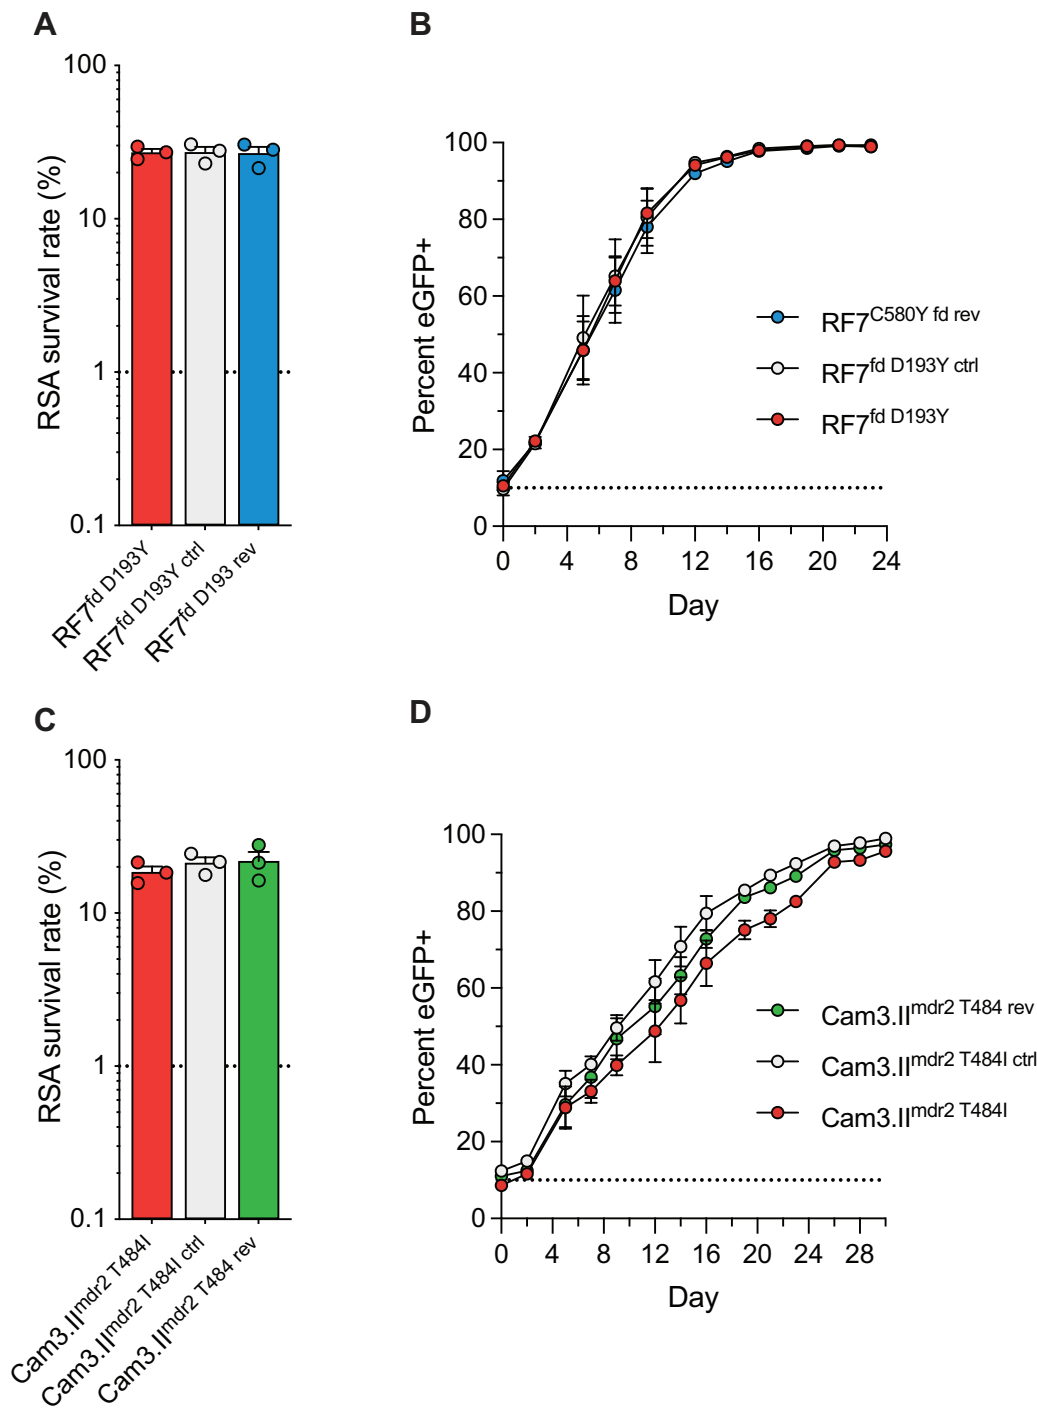 A
RSA survival rate (%)
100
10
1
0.1
RF7fd D193Y
RF7fd D193Y ctrl
RF7fd D193 rev
B
Percent eGFP+
100
80
60
40
20
0
0 4 8 12 16 20 24
Day
RF7C580Y fd rev
RF7fd D193Y ctrl
RF7fd D193Y
C
RSA survival rate (%)
100
10
1
0.1
Cam3.IImdr2 T484I
Cam3.IImdr2 T484I ctrl
Cam3.IImdr2 T484 rev
D
Percent eGFP+
100
80
60
40
20
0
0 4 8 12 16 20 24 28
Day
Cam3.IImdr2 T484 rev
Cam3.IImdr2 T484I ctrl
Cam3.IImdr2 T484I